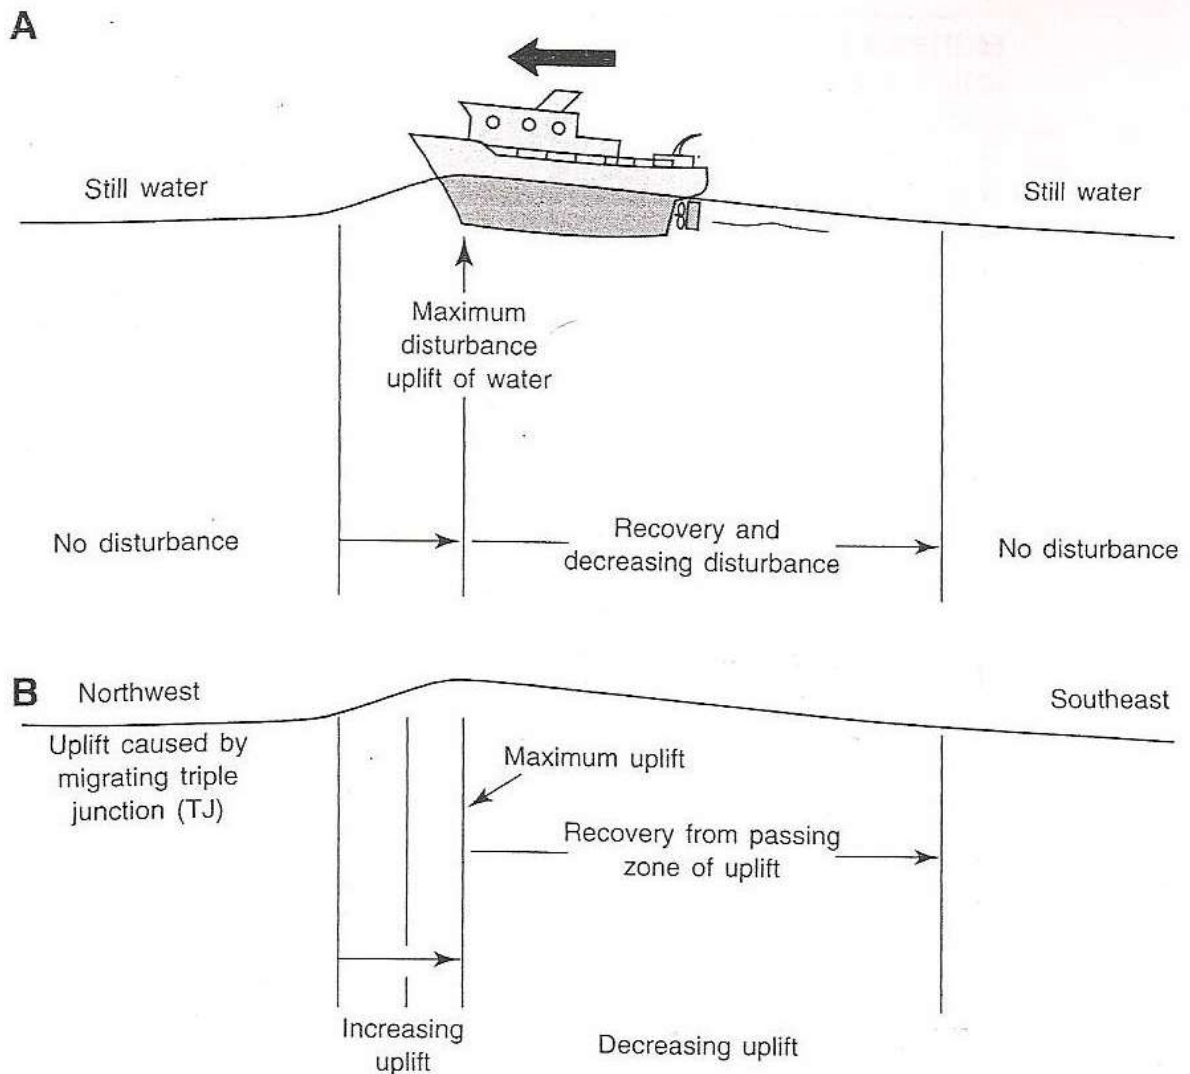 A
Still water
Still water
Maximum
disturbance
uplift of water
No disturbance
Recovery and
decreasing disturbance
No disturbance
B
Northwest
Southeast
Uplift caused by
migrating triple
junction (TJ)
Maximum uplift
Recovery from passing
zone of uplift
Increasing
uplift
Decreasing uplift